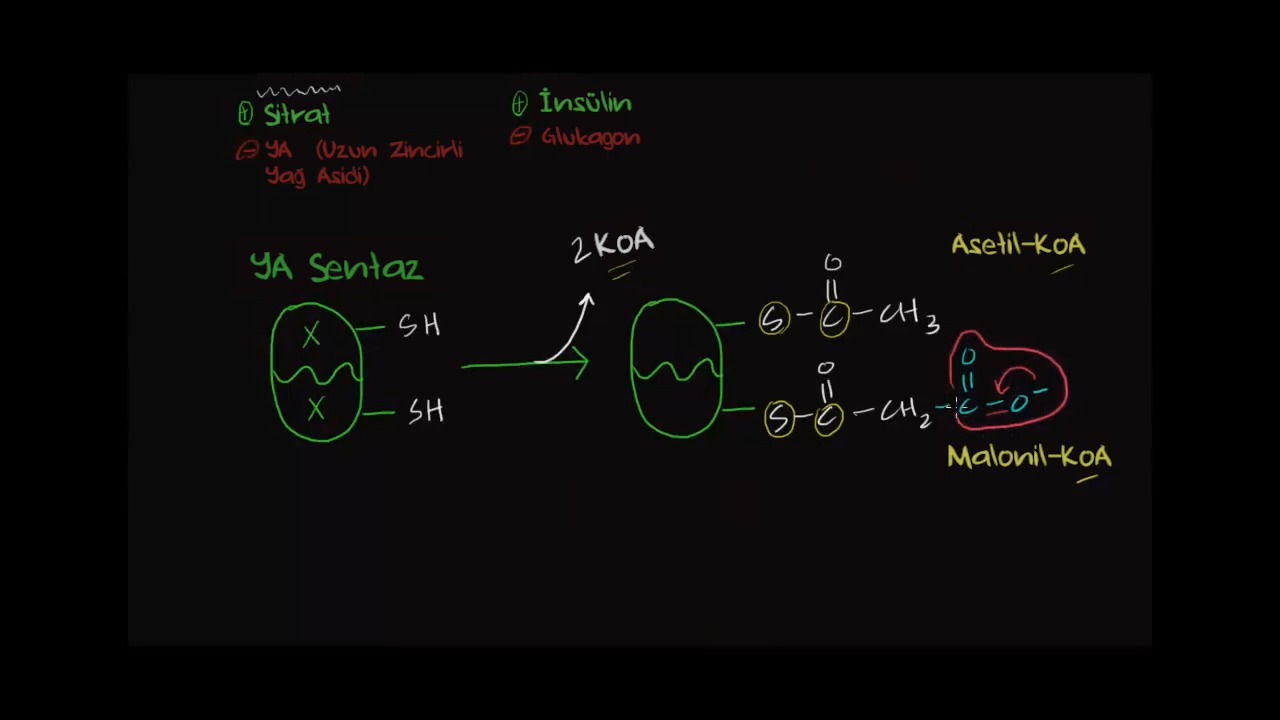 ⊕ Sitrat
⊖ YA (Uzun Zincirli
Yağ Asidi)
⊕ İnsülin
⊖ Glukagon
YA Sentaz
X
X
SH
SH
2KOA
O
S - C - CH3
Asetil-KOA
O
O
S - C - CH2 - C - O -
Malonil-KOA